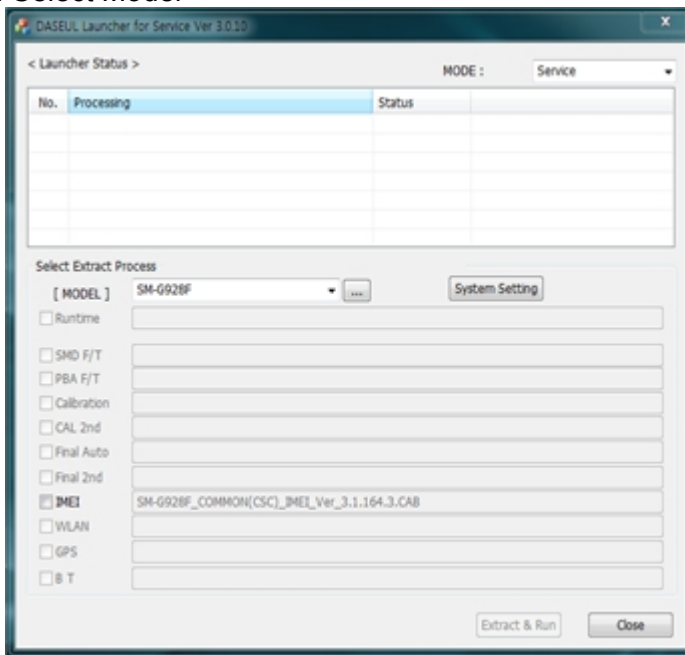 Select Model
DASEUL Launcher for Service Ver 3.0.10
x
< Launcher Status >
MODE : Service
No. Processing Status
Select Extract Process
[ MODEL ] SM-G928F ... System Setting
Runtime
SMD F/T
PBA F/T
Calibration
CAL 2nd
Final Auto
Final 2nd
IMEI SM-G928F_COMMON(CSC)_IMEI_Ver_3.1.164.3.CAB
WLAN
GPS
B T
Extract & Run Close